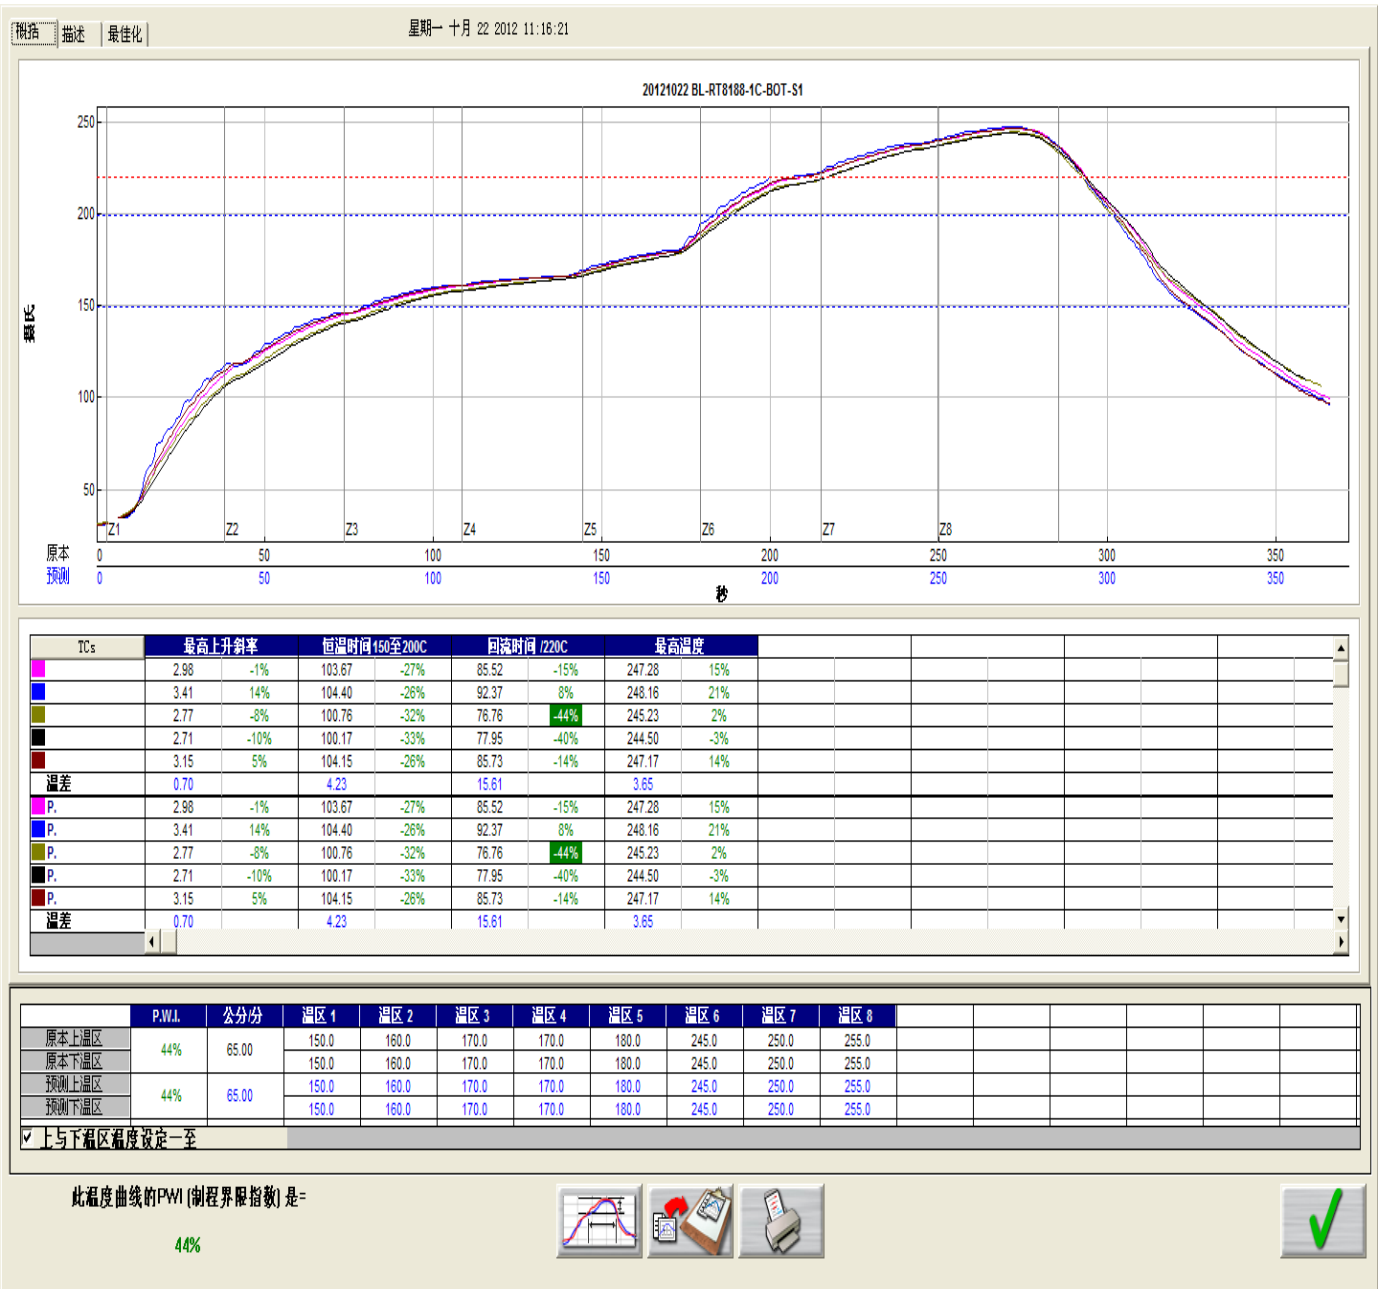 概括 描述 最佳化 星期一 十月 22 2012 11:16:21
20121022 BL-RT8188-1C-BOT-S1
250
200
150
100
50
摄氏
Z1 Z2 Z3 Z4 Z5 Z6 Z7 Z8
原本 0 50 100 150 200 250 300 350
预测 0 50 100 150 200 250 300 350
秒
TCs 最高上升斜率 恒温时间150至200C 回流时间 /220C 最高温度
2.98 -1% 103.67 -27% 85.52 -15% 247.28 15%
3.41 14% 104.40 -26% 92.37 8% 248.16 21%
2.77 -8% 100.76 -32% 76.76 -44% 245.23 2%
2.71 -10% 100.17 -33% 77.95 -40% 244.50 -3%
3.15 5% 104.15 -26% 85.73 -14% 247.17 14%
温差 0.70 4.23 15.61 3.65
P. 2.98 -1% 103.67 -27% 85.52 -15% 247.28 15%
P. 3.41 14% 104.40 -26% 92.37 8% 248.16 21%
P. 2.77 -8% 100.76 -32% 76.76 -44% 245.23 2%
P. 2.71 -10% 100.17 -33% 77.95 -40% 244.50 -3%
P. 3.15 5% 104.15 -26% 85.73 -14% 247.17 14%
温差 0.70 4.23 15.61 3.65
P.W.I. 公分/分 温区 1 温区 2 温区 3 温区 4 温区 5 温区 6 温区 7 温区 8
原本上温区 44% 65.00 150.0 160.0 170.0 170.0 180.0 245.0 250.0 255.0
原本下温区 150.0 160.0 170.0 170.0 180.0 245.0 250.0 255.0
预测上温区 44% 65.00 150.0 160.0 170.0 170.0 180.0 245.0 250.0 255.0
预测下温区 150.0 160.0 170.0 170.0 180.0 245.0 250.0 255.0
上与下温区温度设定一至
此温度曲线的PWI (制程界限指数) 是=
44%